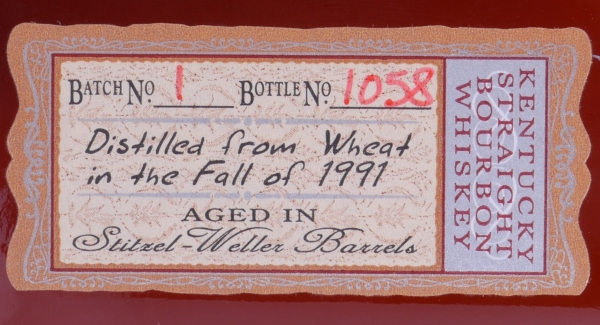 BATCH NO. 1 BOTTLE NO. 1058
Distilled from Wheat
in the Fall of 1991
AGED IN
Stitzel-Weller Barrels
KENTUCKY
STRAIGHT
BOURBON
WHISKEY